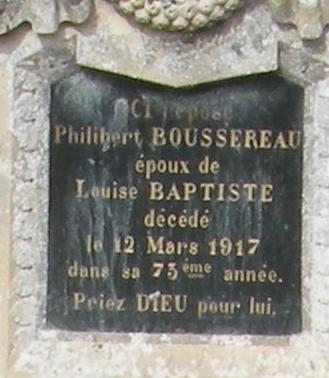 CI repose
Philibert BOUSSEREAU
époux de
Louise BAPTISTE
décédé
le 12 Mars 1917
dans sa 73ème année.
Priez DIEU pour lui.